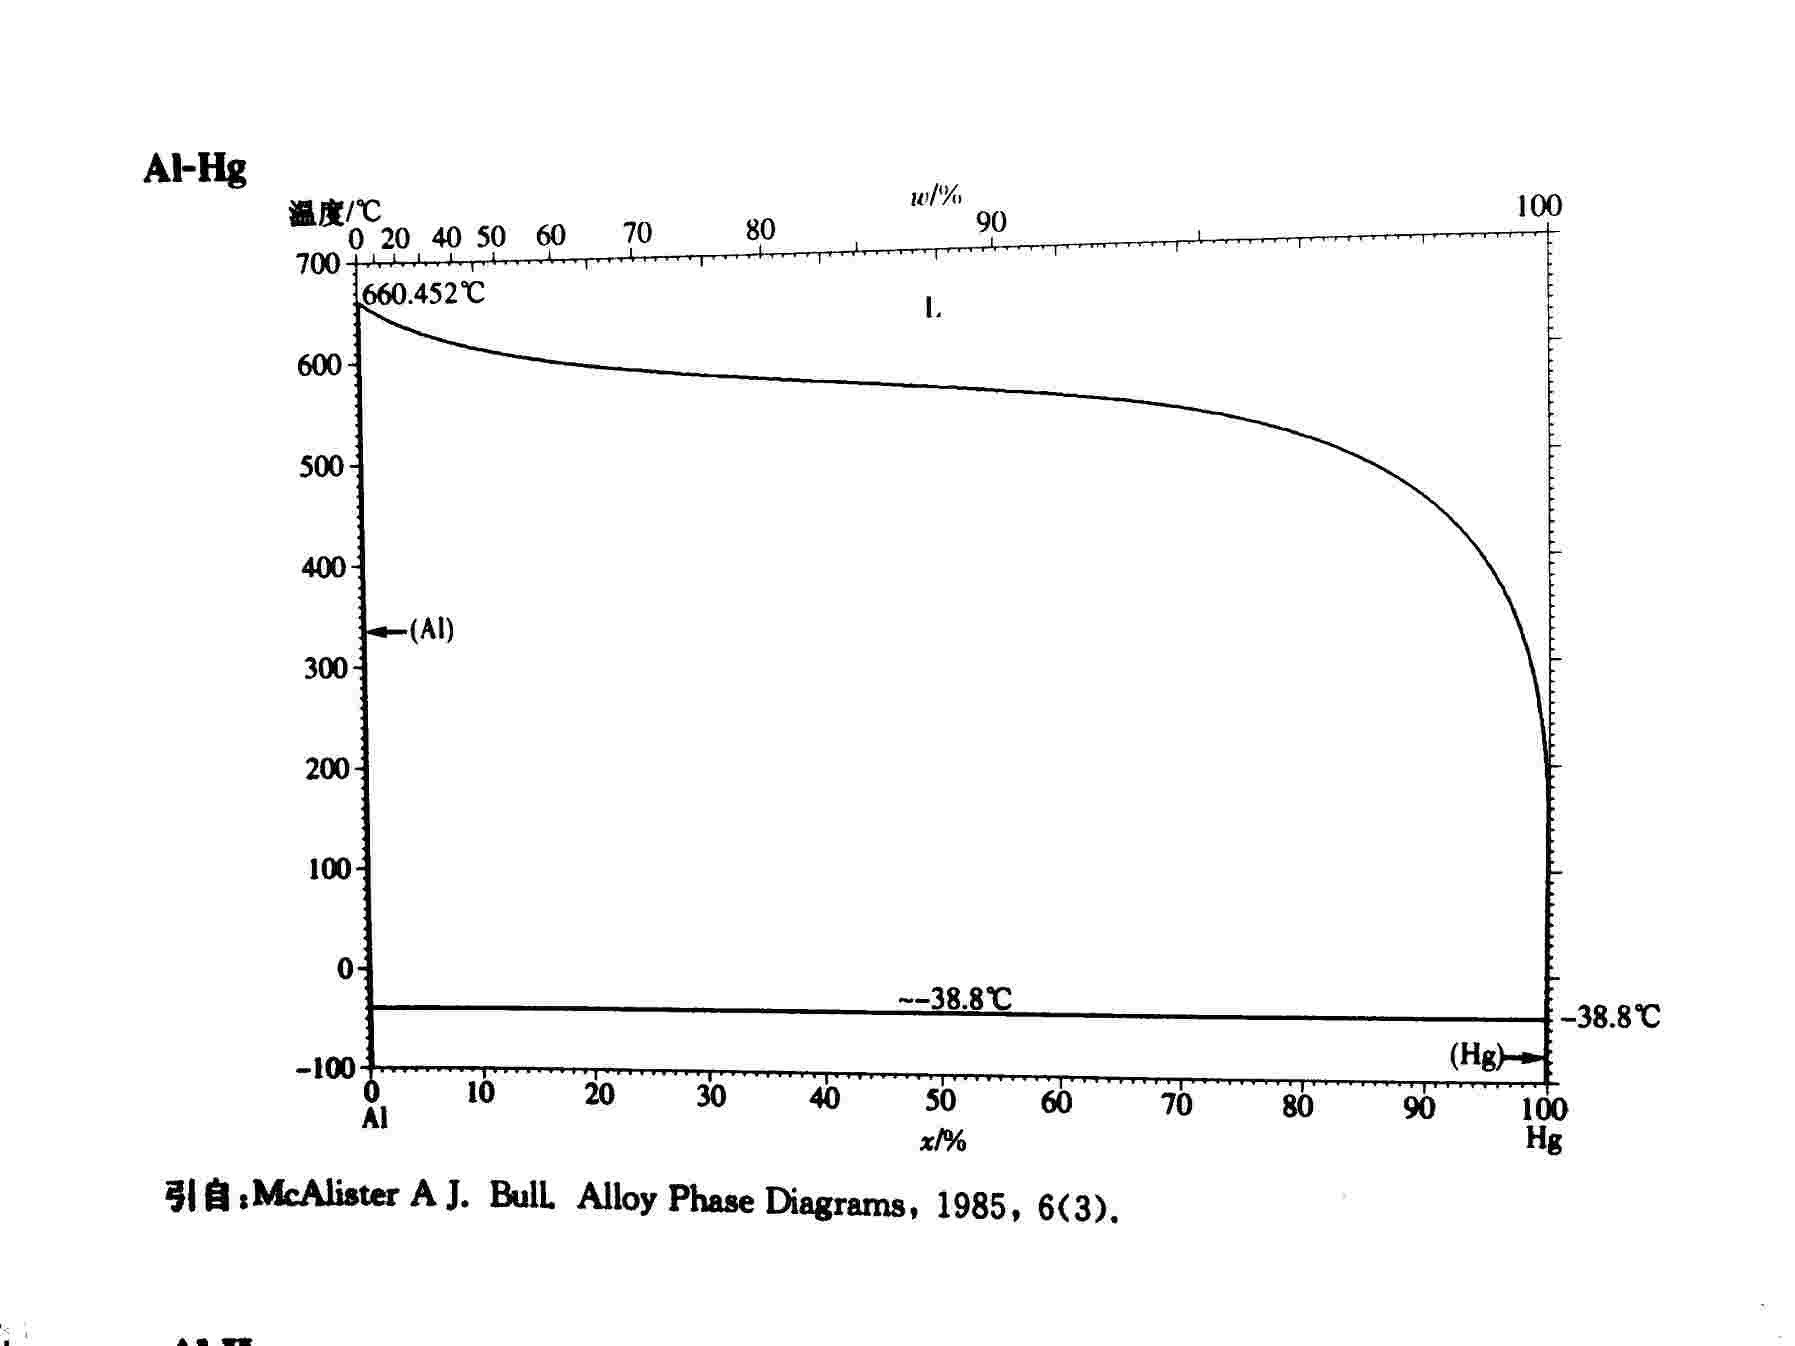 Al-Hg
温度/℃
w/%
0 20 40 50 60 70 80 90 100
700
660.452℃
L
600
500
400
(Al)
300
200
100
0
~-38.8℃
-38.8℃
(Hg)
-100
0 10 20 30 40 50 60 70 80 90 100
Al
x/%
Hg
引自:McAlister A J. Bull. Alloy Phase Diagrams, 1985, 6(3).